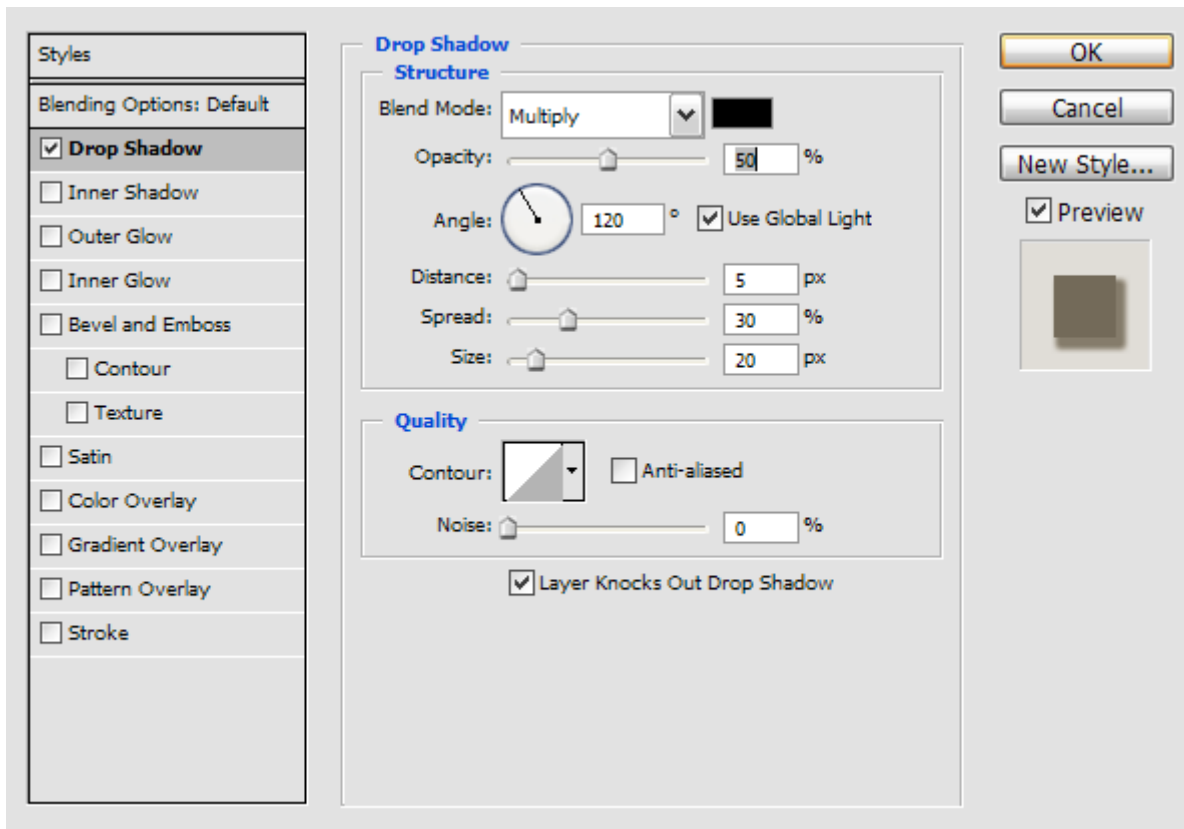 Styles
Blending Options: Default
Drop Shadow
Inner Shadow
Outer Glow
Inner Glow
Bevel and Emboss
Contour
Texture
Satin
Color Overlay
Gradient Overlay
Pattern Overlay
Stroke
Drop Shadow
Structure
Blend Mode: Multiply
Opacity: 50 %
Angle: 120 ° Use Global Light
Distance: 5 px
Spread: 30 %
Size: 20 px
Quality
Contour: Anti-aliased
Noise: 0 %
Layer Knocks Out Drop Shadow
OK
Cancel
New Style...
Preview